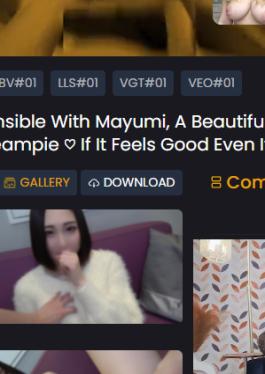 BV#01 LLS#01 VGT#01 VEO#01
nsible With Mayumi, A Beautifu
eampie ♡ If It Feels Good Even I
GALLERY DOWNLOAD Com